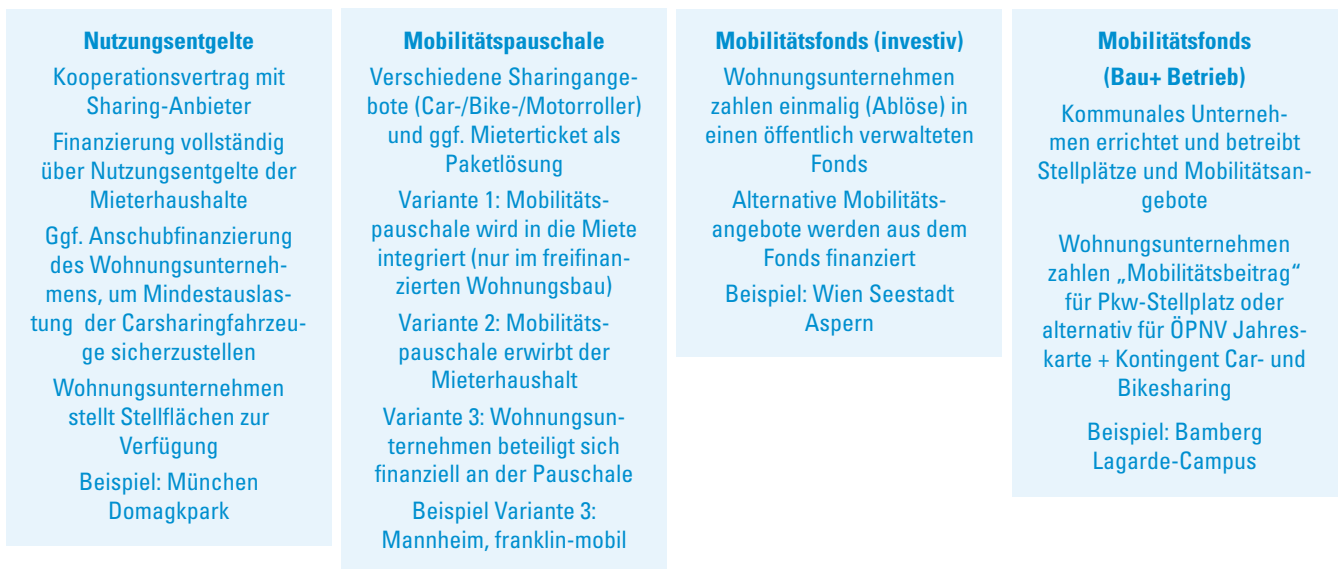 Nutzungsentgelte
Kooperationsvertrag mit
Sharing-Anbieter
Finanzierung vollständig
über Nutzungsentgelte der
Mieterhaushalte
Ggf. Anschubfinanzierung
des Wohnungsunterneh-
mens, um Mindestauslas-
tung der Carsharingfahrzeu-
ge sicherzustellen
Wohnungsunternehmen
stellt Stellflächen zur
Verfügung
Beispiel: München
Domagkpark
Mobilitätspauschale
Verschiedene Sharingange-
bote (Car-/Bike-/Motorroller)
und ggf. Mieterticket als
Paketlösung
Variante 1: Mobilitäts-
pauschale wird in die Miete
integriert (nur im freifinan-
zierten Wohnungsbau)
Variante 2: Mobilitäts-
pauschale erwirbt der
Mieterhaushalt
Variante 3: Wohnungsun-
ternehmen beteiligt sich
finanziell an der Pauschale
Beispiel Variante 3:
Mannheim, franklin-mobil
Mobilitätsfonds (investiv)
Wohnungsunternehmen
zahlen einmalig (Ablöse) in
einen öffentlich verwalteten
Fonds
Alternative Mobilitäts-
angebote werden aus dem
Fonds finanziert
Beispiel: Wien Seestadt
Aspern
Mobilitätsfonds
(Bau+ Betrieb)
Kommunales Unterneh-
men errichtet und betreibt
Stellplätze und Mobilitätsan-
gebote
Wohnungsunternehmen
zahlen „Mobilitätsbeitrag“
für Pkw-Stellplatz oder
alternativ für ÖPNV Jahres-
karte + Kontingent Car- und
Bikesharing
Beispiel: Bamberg
Lagarde-Campus